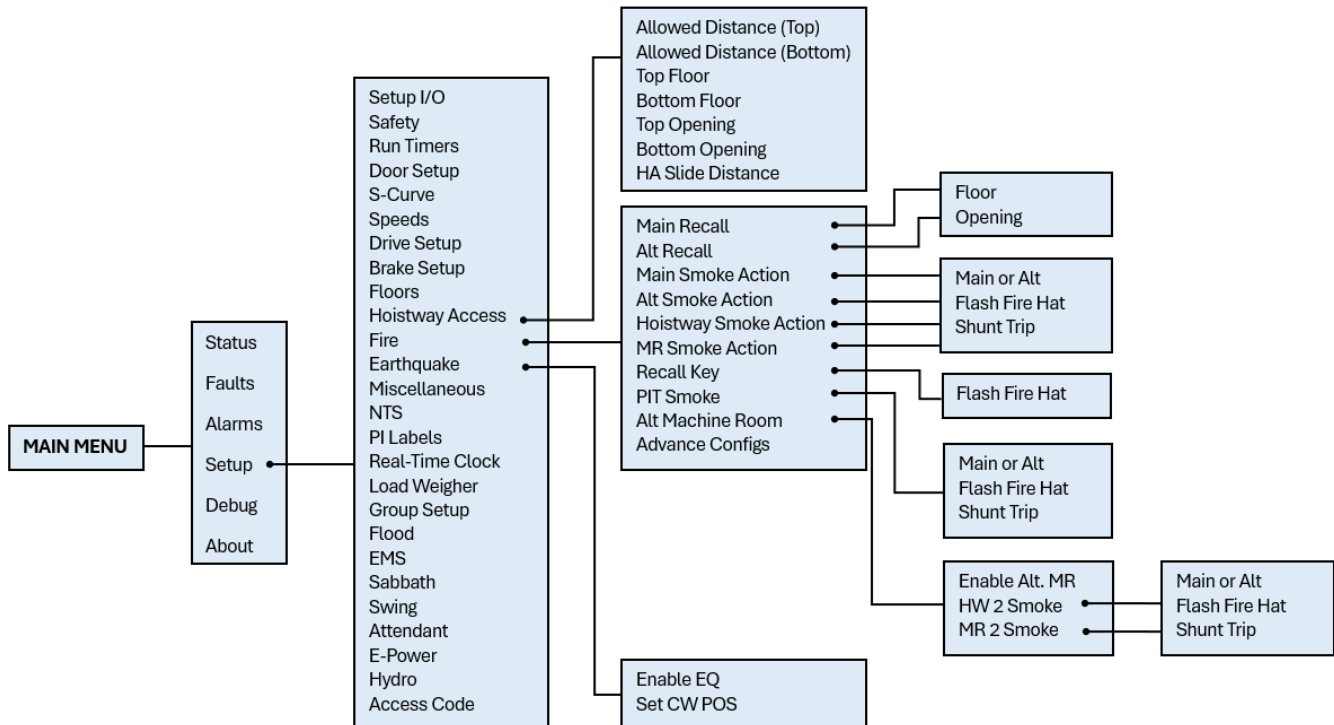 MAIN MENU
Status
Faults
Alarms
Setup
Debug
About
Setup I/O
Safety
Run Timers
Door Setup
S-Curve
Speeds
Drive Setup
Brake Setup
Floors
Hoistway Access
Fire
Earthquake
Miscellaneous
NTS
PI Labels
Real-Time Clock
Load Weigher
Group Setup
Flood
EMS
Sabbath
Swing
Attendant
E-Power
Hydro
Access Code
Allowed Distance (Top)
Allowed Distance (Bottom)
Top Floor
Bottom Floor
Top Opening
Bottom Opening
HA Slide Distance
Main Recall
Alt Recall
Main Smoke Action
Alt Smoke Action
Hoistway Smoke Action
MR Smoke Action
Recall Key
PIT Smoke
Alt Machine Room
Advance Configs
Enable EQ
Set CW POS
Floor
Opening
Main or Alt
Flash Fire Hat
Shunt Trip
Flash Fire Hat
Main or Alt
Flash Fire Hat
Shunt Trip
Enable Alt. MR
HW 2 Smoke
MR 2 Smoke
Main or Alt
Flash Fire Hat
Shunt Trip